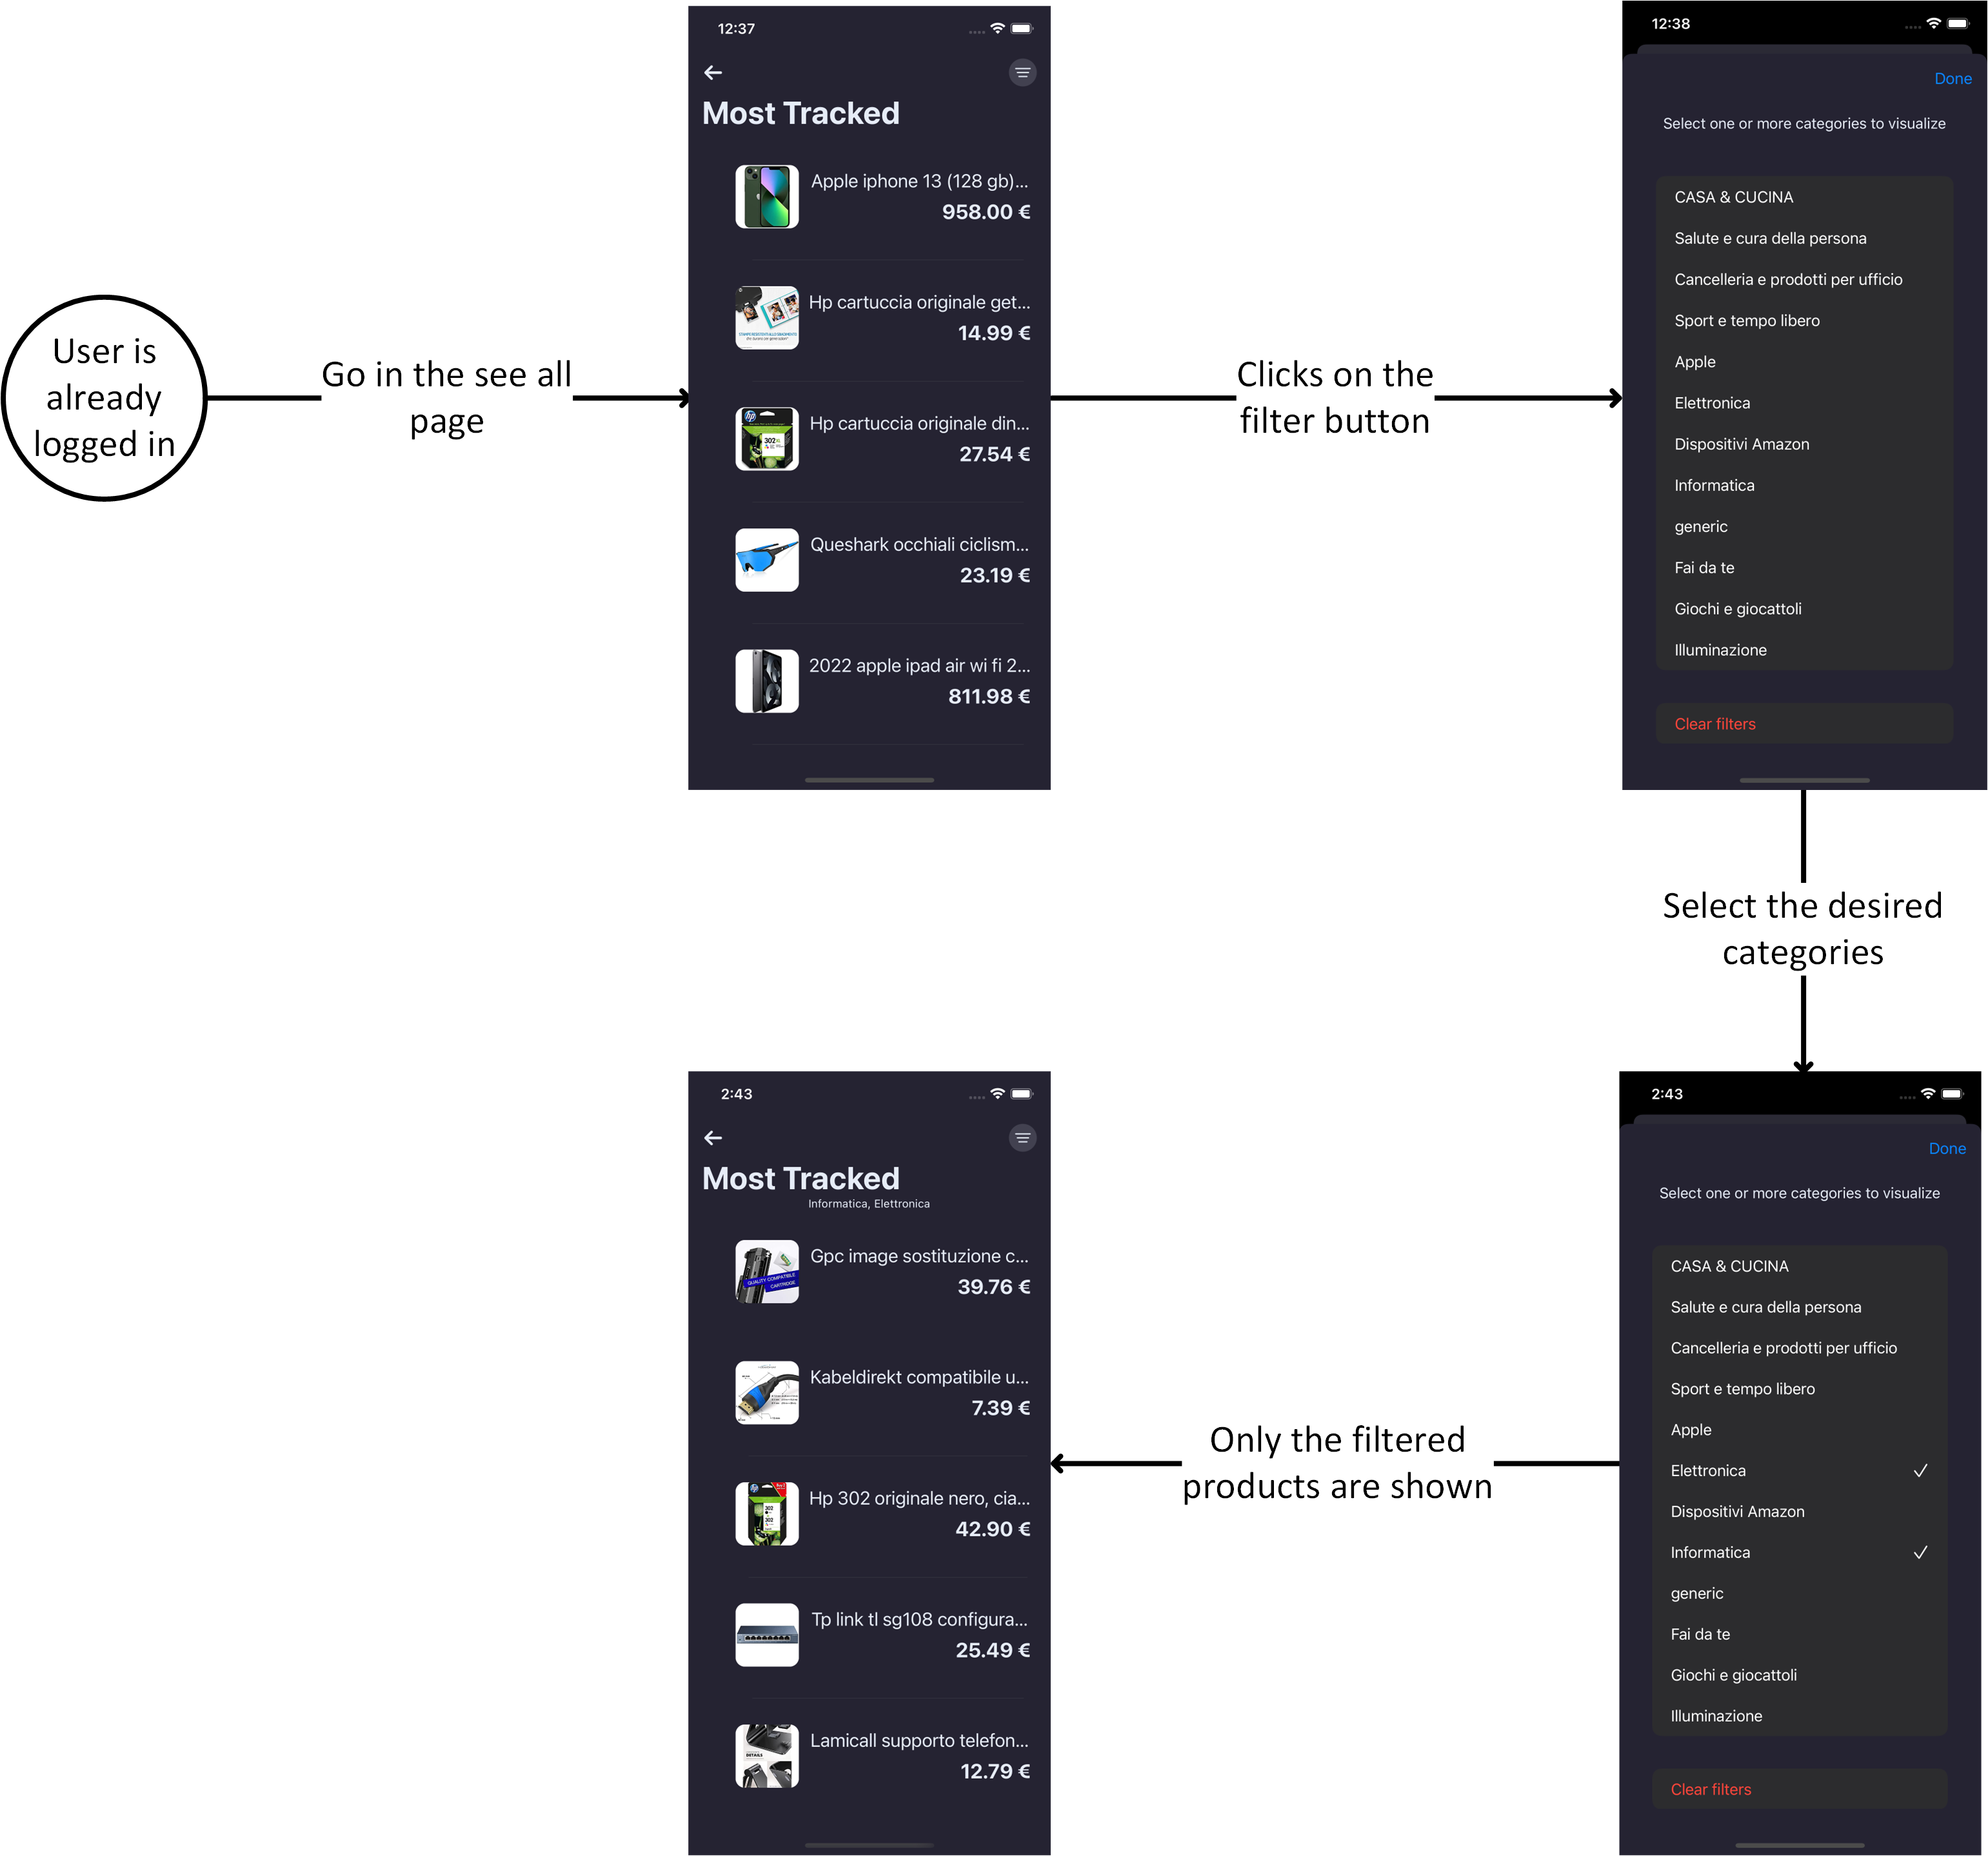 User is
already
logged in
Go in the see all
page
12:37
Most Tracked
Apple iphone 13 (128 gb)...
958.00 €
Hp cartuccia originale get...
14.99 €
Hp cartuccia originale din...
27.54 €
Queshark occhiali ciclism...
23.19 €
2022 apple ipad air wi fi 2...
811.98 €
Clicks on the
filter button
12:38
Done
Select one or more categories to visualize
CASA & CUCINA
Salute e cura della persona
Cancelleria e prodotti per ufficio
Sport e tempo libero
Apple
Elettronica
Dispositivi Amazon
Informatica
generic
Fai da te
Giochi e giocattoli
Illuminazione
Clear filters
Select the desired
categories
2:43
Done
Select one or more categories to visualize
CASA & CUCINA
Salute e cura della persona
Cancelleria e prodotti per ufficio
Sport e tempo libero
Apple
Elettronica
Dispositivi Amazon
Informatica
generic
Fai da te
Giochi e giocattoli
Illuminazione
Clear filters
Only the filtered
products are shown
2:43
Most Tracked
Informatica, Elettronica
Gpc image sostituzione c...
QUALITY COMPATIBLE
CARTRIDGE
39.76 €
Kabeldirekt compatibile u...
7.39 €
Hp 302 originale nero, cia...
302
302
42.90 €
Tp link tl sg108 configura...
25.49 €
Lamicall supporto telefon...
12.79 €